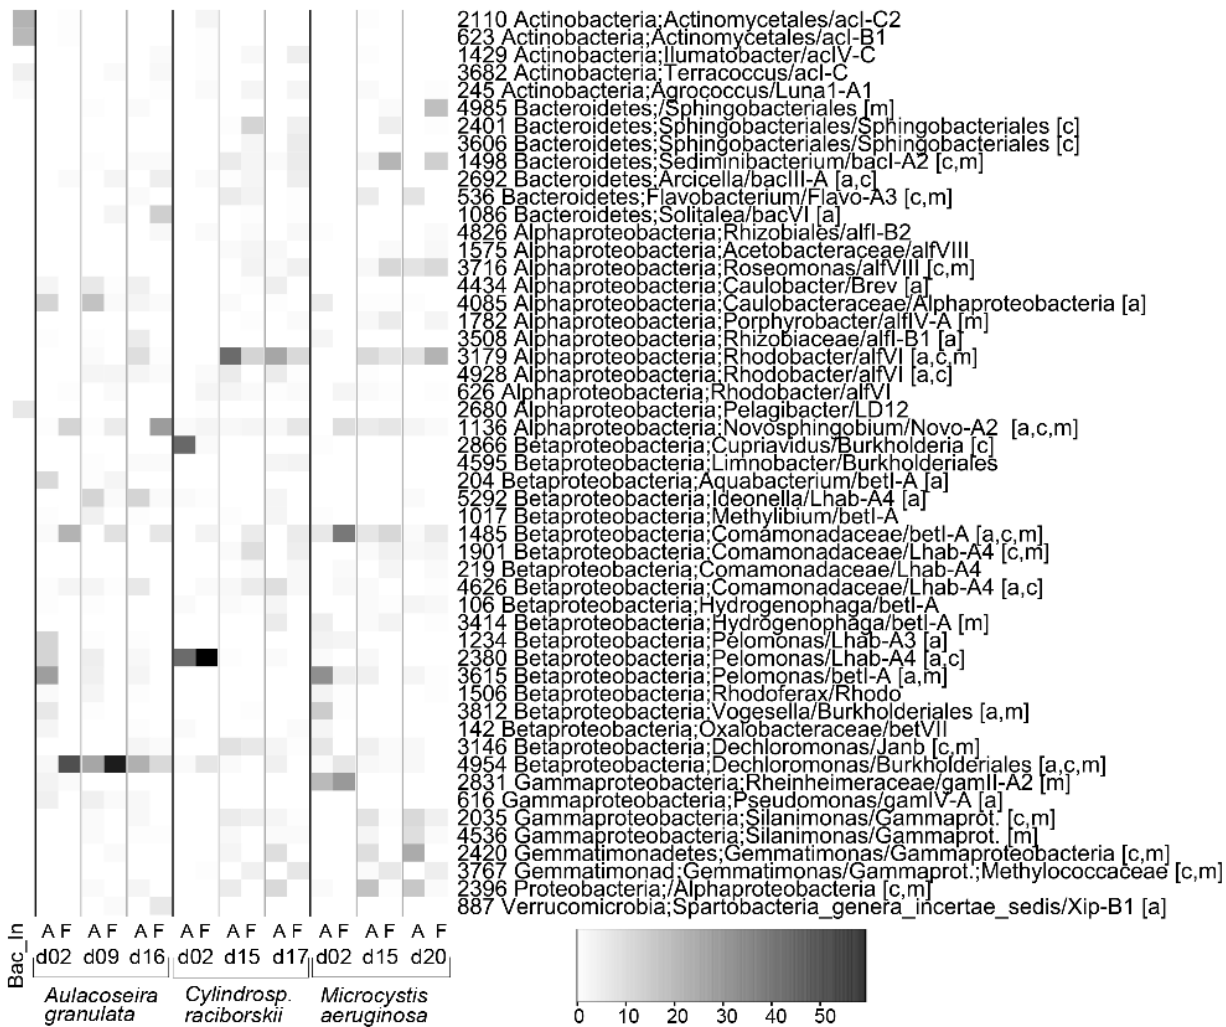 2110 Actinobacteria;Actinomycetales/acI-C2
623 Actinobacteria;Actinomycetales/acI-B1
1429 Actinobacteria;Ilumatobacter/acIV-C
3682 Actinobacteria;Terracoccus/acI-C
245 Actinobacteria;Agrococcus/Luna1-A1
4985 Bacteroidetes;/Sphingobacteriales [m]
2401 Bacteroidetes;Sphingobacteriales/Sphingobacteriales [c]
3606 Bacteroidetes;Sphingobacteriales/Sphingobacteriales [c]
1498 Bacteroidetes;Sediminibacterium/bacI-A2 [c,m]
2692 Bacteroidetes;Arcicella/bacIII-A [a,c]
536 Bacteroidetes;Flavobacterium/Flavo-A3 [c,m]
1086 Bacteroidetes;Solitalea/bacVI [a]
4826 Alphaproteobacteria;Rhizobiales/alfI-B2
1575 Alphaproteobacteria;Acetobacteraceae/alfVIII
3716 Alphaproteobacteria;Roseomonas/alfVIII [c,m]
4434 Alphaproteobacteria;Caulobacter/Brev [a]
4085 Alphaproteobacteria;Caulobacteraceae/Alphaproteobacteria [a]
1782 Alphaproteobacteria;Porphyrobacter/alfIV-A [m]
3508 Alphaproteobacteria;Rhizobiaceae/alfI-B1 [a]
3179 Alphaproteobacteria;Rhodobacter/alfVI [a,c,m]
4928 Alphaproteobacteria;Rhodobacter/alfVI [a,c]
626 Alphaproteobacteria;Rhodobacter/alfVI
2680 Alphaproteobacteria;Pelagibacter/LD12
1136 Alphaproteobacteria;Novosphingobium/Novo-A2 [a,c,m]
2866 Betaproteobacteria;Cupriavidus/Burkholderia [c]
4595 Betaproteobacteria;Limnobacter/Burkholderiales
204 Betaproteobacteria;Aquabacterium/betI-A [a]
5292 Betaproteobacteria;Ideonella/Lhab-A4 [a]
1017 Betaproteobacteria;Methylibium/betI-A
1485 Betaproteobacteria;Comamonadaceae/betI-A [a,c,m]
1901 Betaproteobacteria;Comamonadaceae/Lhab-A4 [c,m]
219 Betaproteobacteria;Comamonadaceae/Lhab-A4
4626 Betaproteobacteria;Comamonadaceae/Lhab-A4 [a,c]
106 Betaproteobacteria;Hydrogenophaga/betI-A
3414 Betaproteobacteria;Hydrogenophaga/betI-A [m]
1234 Betaproteobacteria;Pelomonas/Lhab-A3 [a]
2380 Betaproteobacteria;Pelomonas/Lhab-A4 [a,c]
3615 Betaproteobacteria;Pelomonas/betI-A [a,m]
1506 Betaproteobacteria;Rhodoferax/Rhodo
3812 Betaproteobacteria;Vogesella/Burkholderiales [a,m]
142 Betaproteobacteria;Oxalobacteraceae/betVII
3146 Betaproteobacteria;Dechloromonas/Janb [c,m]
4954 Betaproteobacteria;Dechloromonas/Burkholderiales [a,c,m]
2831 Gammaproteobacteria;Rheinheimeraceae/gamII-A2 [m]
616 Gammaproteobacteria;Pseudomonas/gamIV-A [a]
2035 Gammaproteobacteria;Silanimonas/Gammaprot. [c,m]
4536 Gammaproteobacteria;Silanimonas/Gammaprot. [m]
2420 Gemmatimonadetes;Gemmatimonas/Gammaproteobacteria [c,m]
3767 Gemmatimonad;Gemmatimonas/Gammaprot.;Methylococcaceae [c,m]
2396 Proteobacteria;/Alphaproteobacteria [c,m]
887 Verrucomicrobia;Spartobacteria_genera_incertae_sedis/Xip-B1 [a]
Bac_In
A F A F A F A F A F A F A F A F A F
d02 d09 d16 d02 d15 d17 d02 d15 d20
Aulacoseira granulata
Cylindrosp. raciborskii
Microcystis aeruginosa
0 10 20 30 40 50